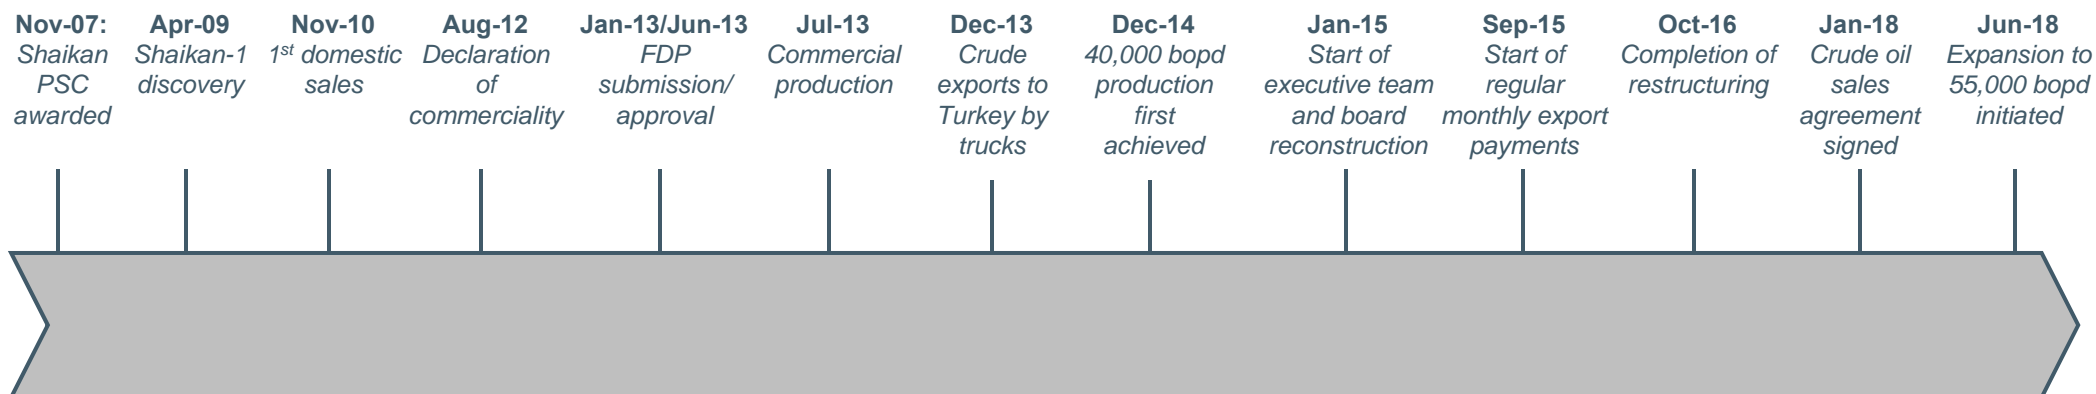 Nov-07:
Shaikan
PSC
awarded
Apr-09
Shaikan-1
discovery
Nov-10
1st domestic
sales
Aug-12
Declaration
of
commerciality
Jan-13/Jun-13
FDP
submission/
approval
Jul-13
Commercial
production
Dec-13
Crude
exports to
Turkey by
trucks
Dec-14
40,000 bopd
production
first
achieved
Jan-15
Start of
executive team
and board
reconstruction
Sep-15
Start of
regular
monthly export
payments
Oct-16
Completion of
restructuring
Jan-18
Crude oil
sales
agreement
signed
Jun-18
Expansion to
55,000 bopd
initiated